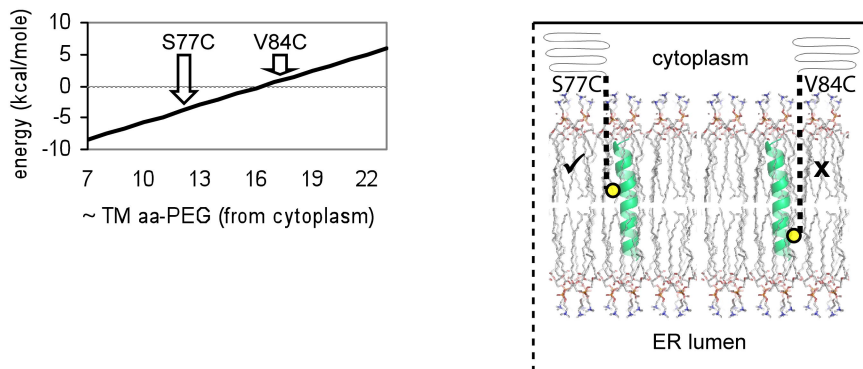 energy (kcal/mole)
10
5
0
-5
-10
S77C
V84C
7
10
13
16
19
22
~ TM aa-PEG (from cytoplasm)
cytoplasm
S77C
V84C
✓
x
ER lumen